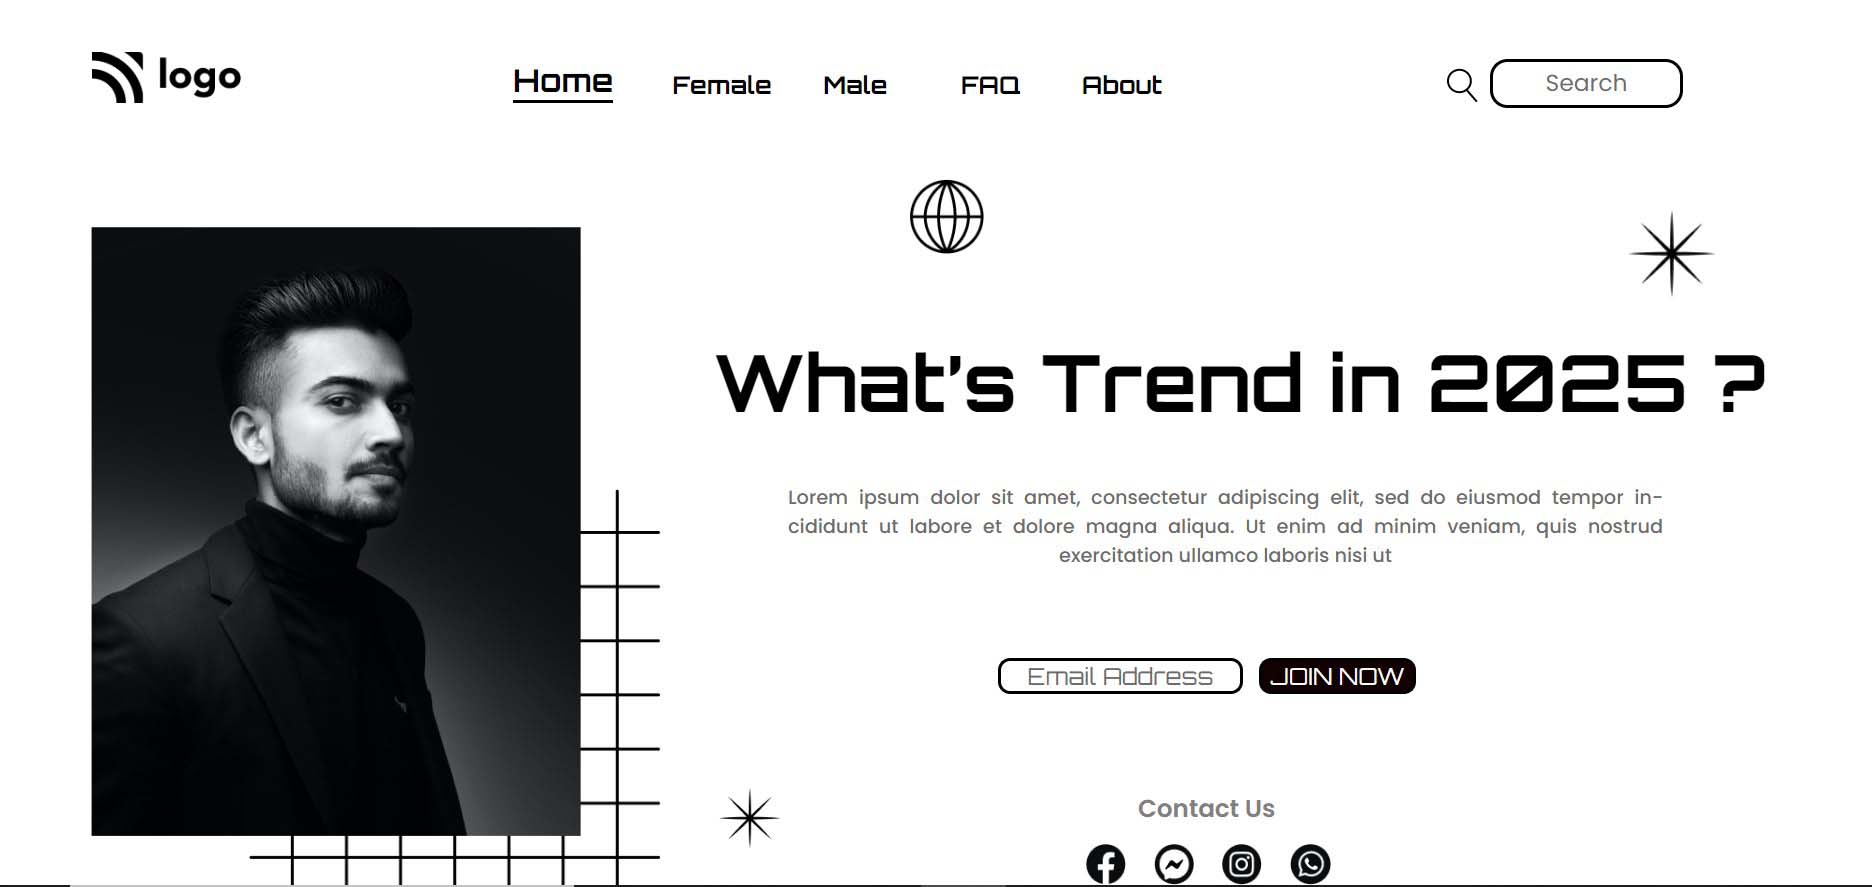 logo
Home Female Male FAQ About
Search
What's Trend in 2025 ?
Lorem ipsum dolor sit amet, consectetur adipiscing elit, sed do eiusmod tempor in-
cididunt ut labore et dolore magna aliqua. Ut enim ad minim veniam, quis nostrud
exercitation ullamco laboris nisi ut
Email Address JOIN NOW
Contact Us